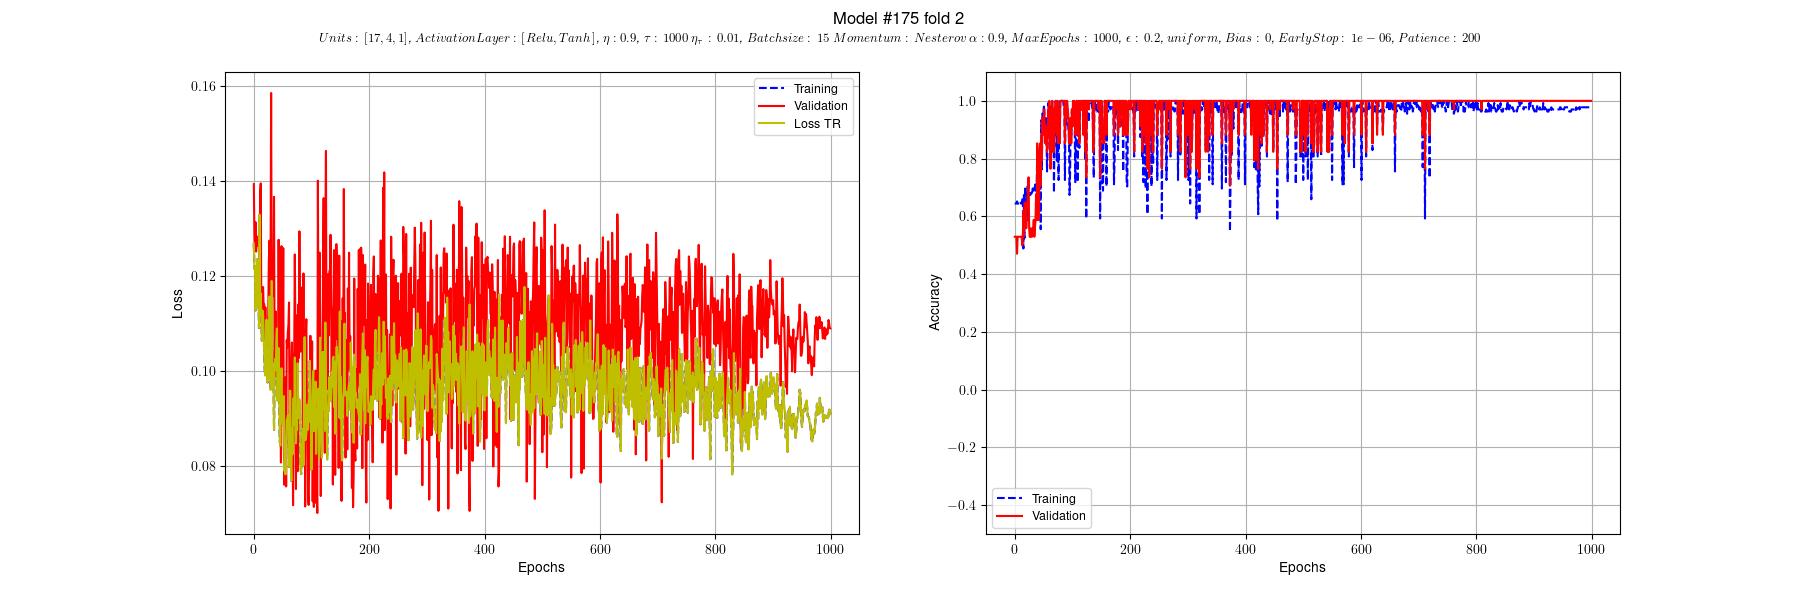 Model #175 fold 2
Units : [17, 4, 1], ActivationLayer : [Relu, Tanh], η : 0.9, τ : 1000 ητ : 0.01, Batchsize : 15 Momentum : Nesterov α : 0.9, MaxEpochs : 1000, ϵ : 0.2, uniform, Bias : 0, EarlyStop : 1e − 06, Patience : 200
0.16
0.14
0.12
0.10
0.08
Loss
0 200 400 600 800 1000
Epochs
Training
Validation
Loss TR
1.0
0.8
0.6
0.4
0.2
0.0
−0.2
−0.4
Accuracy
0 200 400 600 800 1000
Epochs
Training
Validation